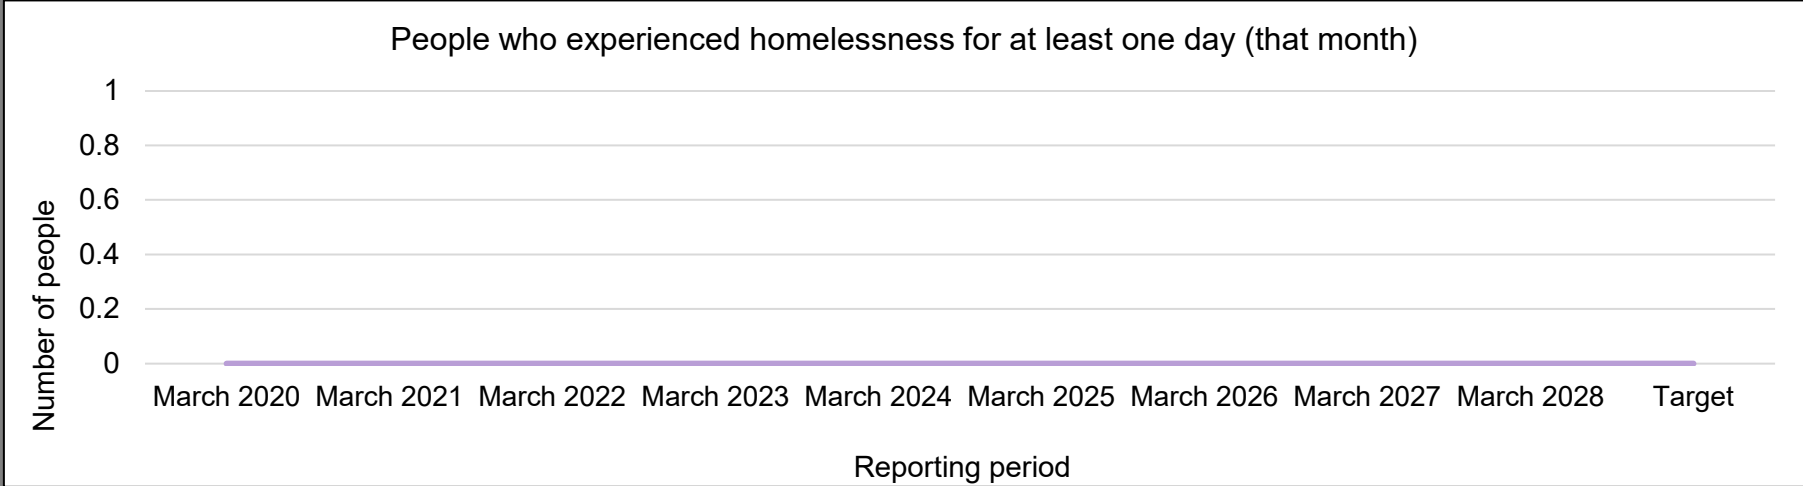 People who experienced homelessness for at least one day (that month)
1
0.8
0.6
0.4
0.2
0
Number of people
March 2020 March 2021 March 2022 March 2023 March 2024 March 2025 March 2026 March 2027 March 2028 Target
Reporting period